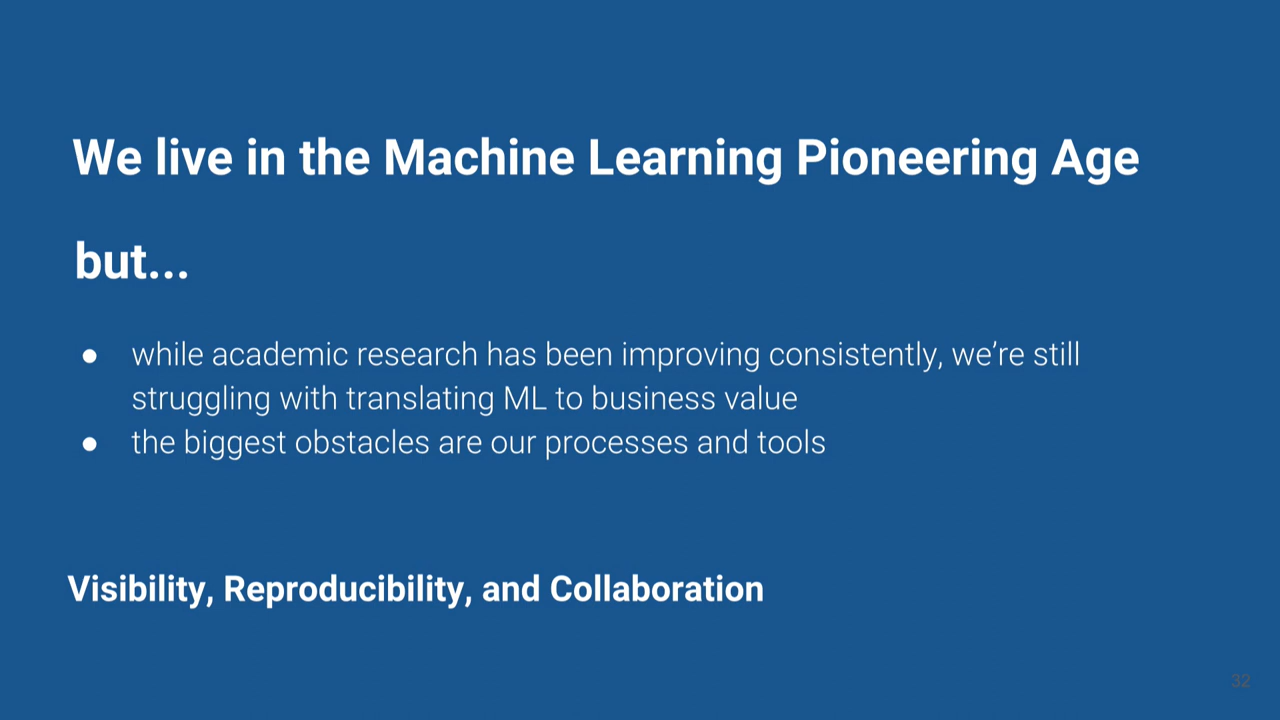 We live in the Machine Learning Pioneering Age
but...
● while academic research has been improving consistently, we’re still
struggling with translating ML to business value
● the biggest obstacles are our processes and tools
Visibility, Reproducibility, and Collaboration
32